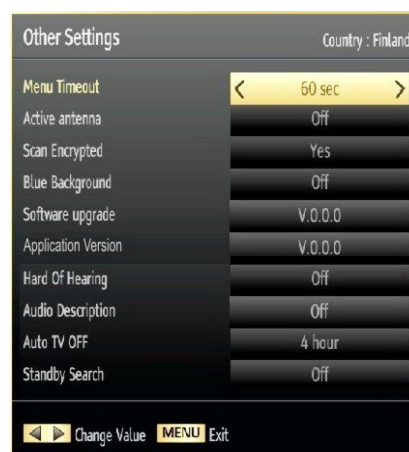 Other Settings Country : Finland
Menu Timeout 60 sec
Active antenna Off
Scan Encrypted Yes
Blue Background Off
Software upgrade V.0.0.0
Application Version V.0.0.0
Hard Of Hearing Off
Audio Description Off
Auto TV OFF 4 hour
Standby Search Off
Change Value MENU Exit